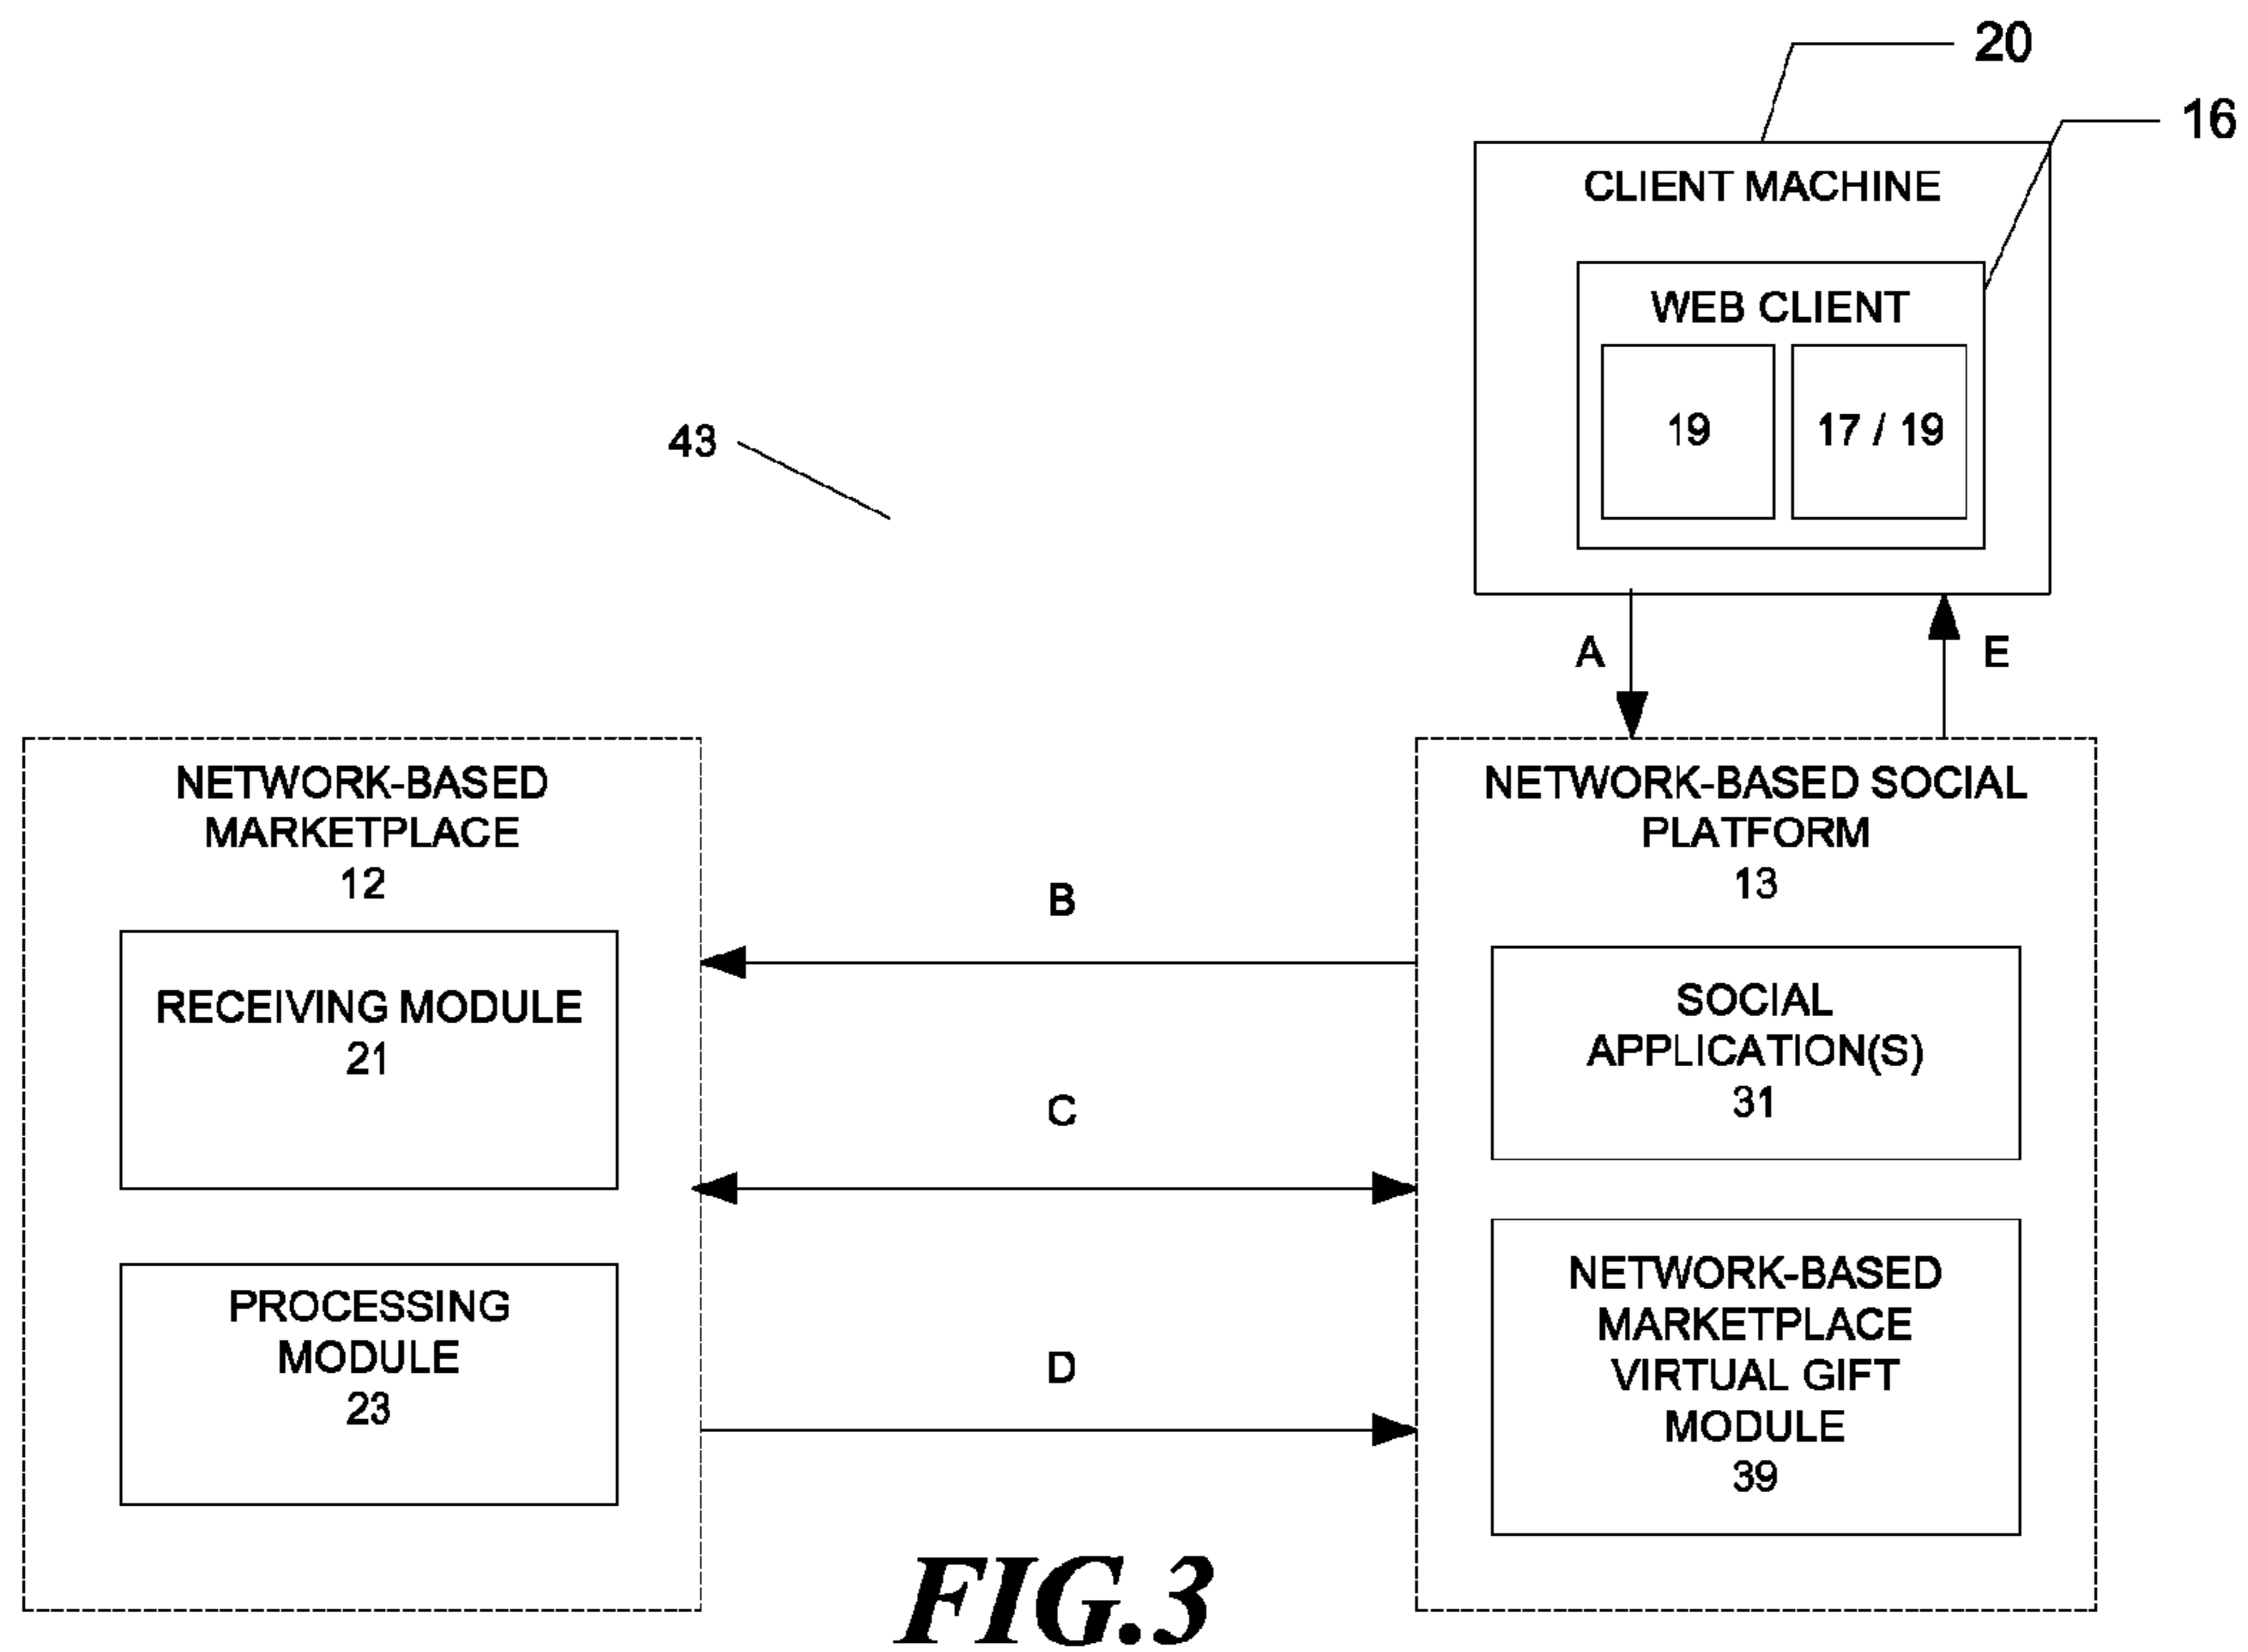 20
16
CLIENT MACHINE
WEB CLIENT
19
17 / 19
43
A
E
NETWORK-BASED
MARKETPLACE
12
RECEIVING MODULE
21
PROCESSING
MODULE
23
B
C
D
NETWORK-BASED SOCIAL
PLATFORM
13
SOCIAL
APPLICATION(S)
31
NETWORK-BASED
MARKETPLACE
VIRTUAL GIFT
MODULE
39
FIG.3